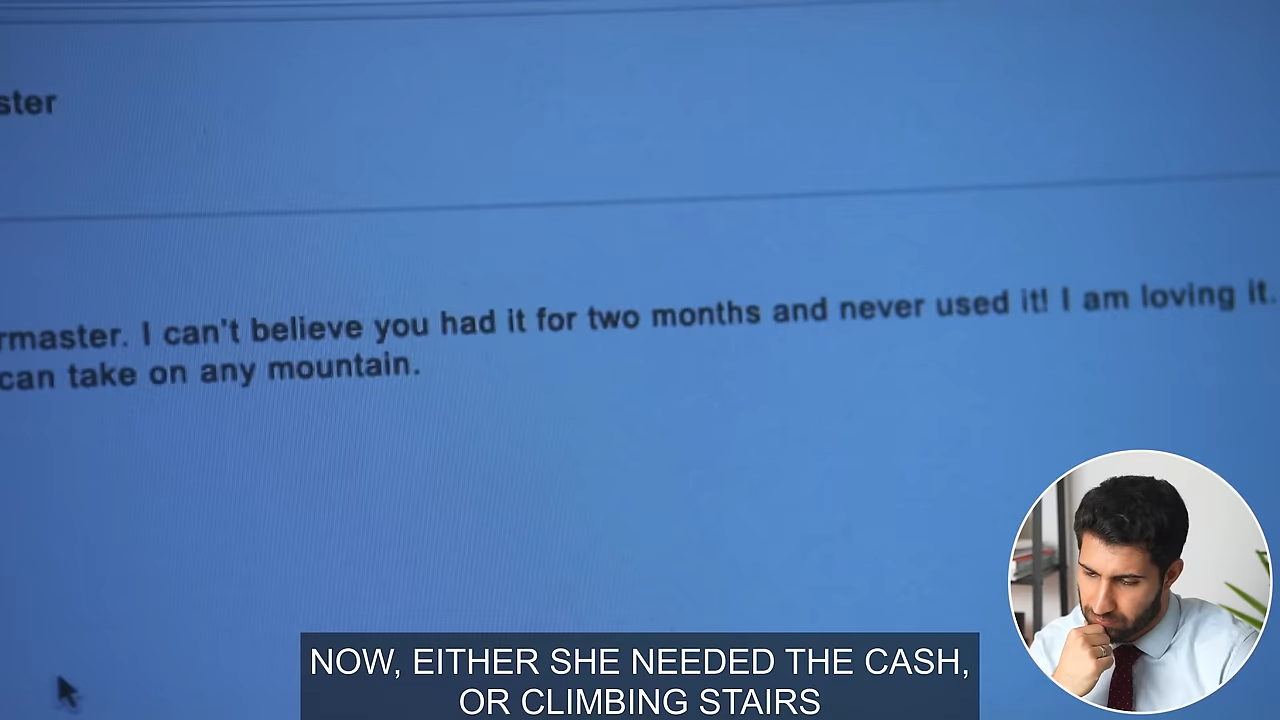 ster
rmaster. I can't believe you had it for two months and never used it! I am loving it.
can take on any mountain.
NOW, EITHER SHE NEEDED THE CASH,
OR CLIMBING STAIRS